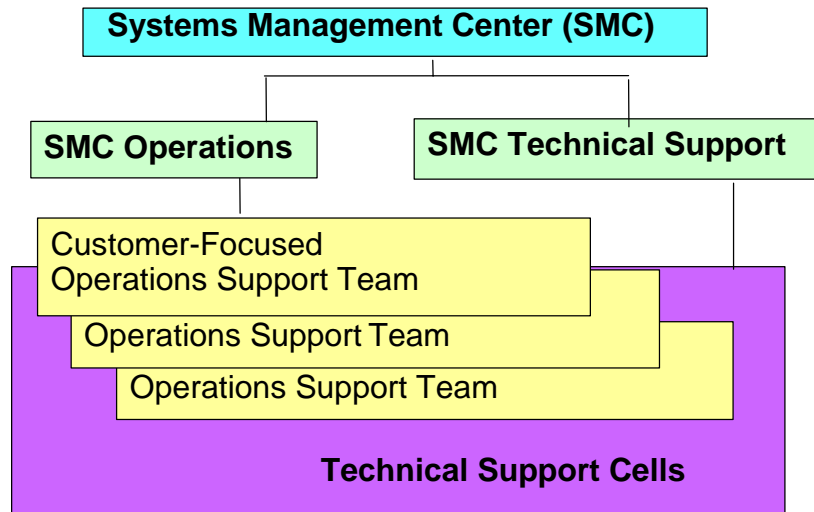 Systems Management Center (SMC)
SMC Operations
SMC Technical Support
Customer-Focused
Operations Support Team
Operations Support Team
Operations Support Team
Technical Support Cells